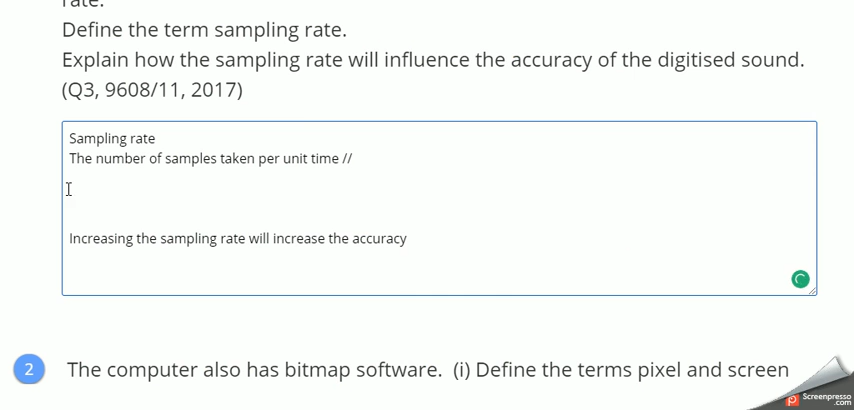 rate.
Define the term sampling rate.
Explain how the sampling rate will influence the accuracy of the digitised sound.
(Q3, 9608/11, 2017)
Sampling rate
The number of samples taken per unit time //
Increasing the sampling rate will increase the accuracy
2 The computer also has bitmap software. (i) Define the terms pixel and screen
Screenpresso
.com